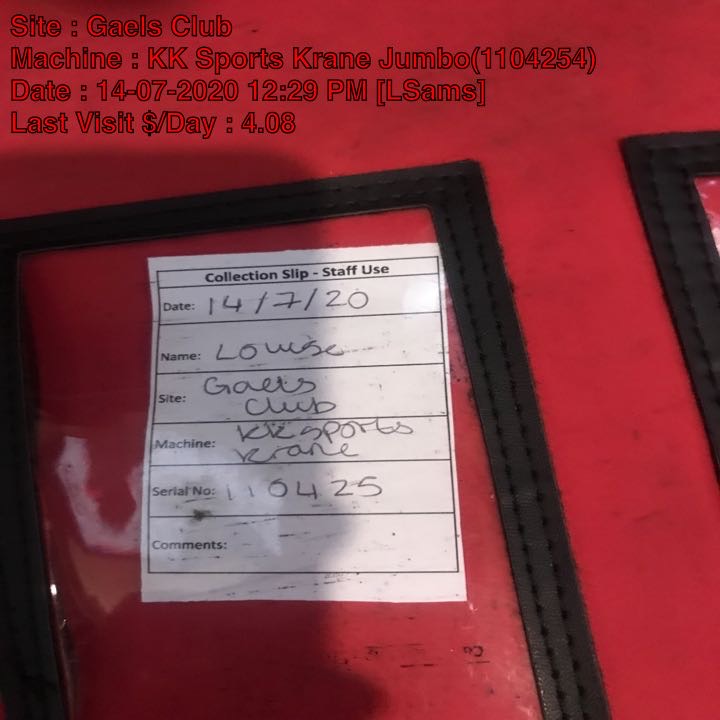 Site : Gaels Club
Machine : KK Sports Krane Jumbo(1104254)
Date : 14-07-2020 12:29 PM [LSams]
Last Visit $/Day : 4.08
Collection Slip - Staff Use
Date: 14/7/20
Name: Louise
Site: Gaels
Club
Machine: KK sports
Krane
Serial No: 110425
Comments: